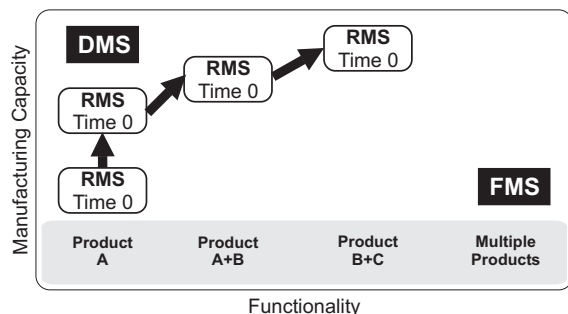 Manufacturing Capacity
DMS
RMS
Time 0
RMS
Time 0
RMS
Time 0
RMS
Time 0
FMS
Product
A
Product
A+B
Product
B+C
Multiple
Products
Functionality